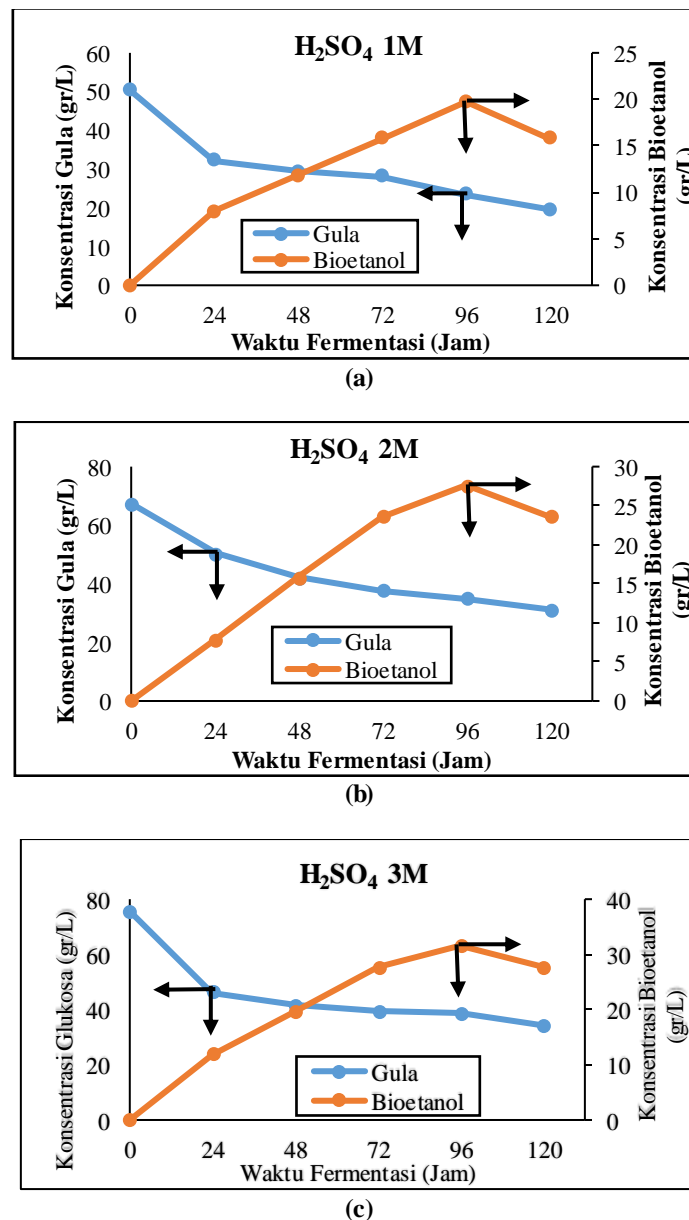 H₂SO₄ 1M
Konsentrasi Gula (gr/L)
60
50
40
30
20
10
0
Konsentrasi Bioetanol
(gr/L)
25
20
15
10
5
0
Gula
Bioetanol
0 24 48 72 96 120
Waktu Fermentasi (Jam)
(a)
H₂SO₄ 2M
Konsentrasi Gula (gr/L)
80
60
40
20
0
Konsentrasi Bioetanol
(gr/L)
30
25
20
15
10
5
0
Gula
Bioetanol
0 24 48 72 96 120
Waktu Fermentasi (Jam)
(b)
H₂SO₄ 3M
Konsentrasi Glukosa (gr/L)
80
60
40
20
0
Konsentrasi Bioetanol
(gr/L)
40
30
20
10
0
Gula
Bioetanol
0 24 48 72 96 120
Waktu Fermentasi (Jam)
(c)